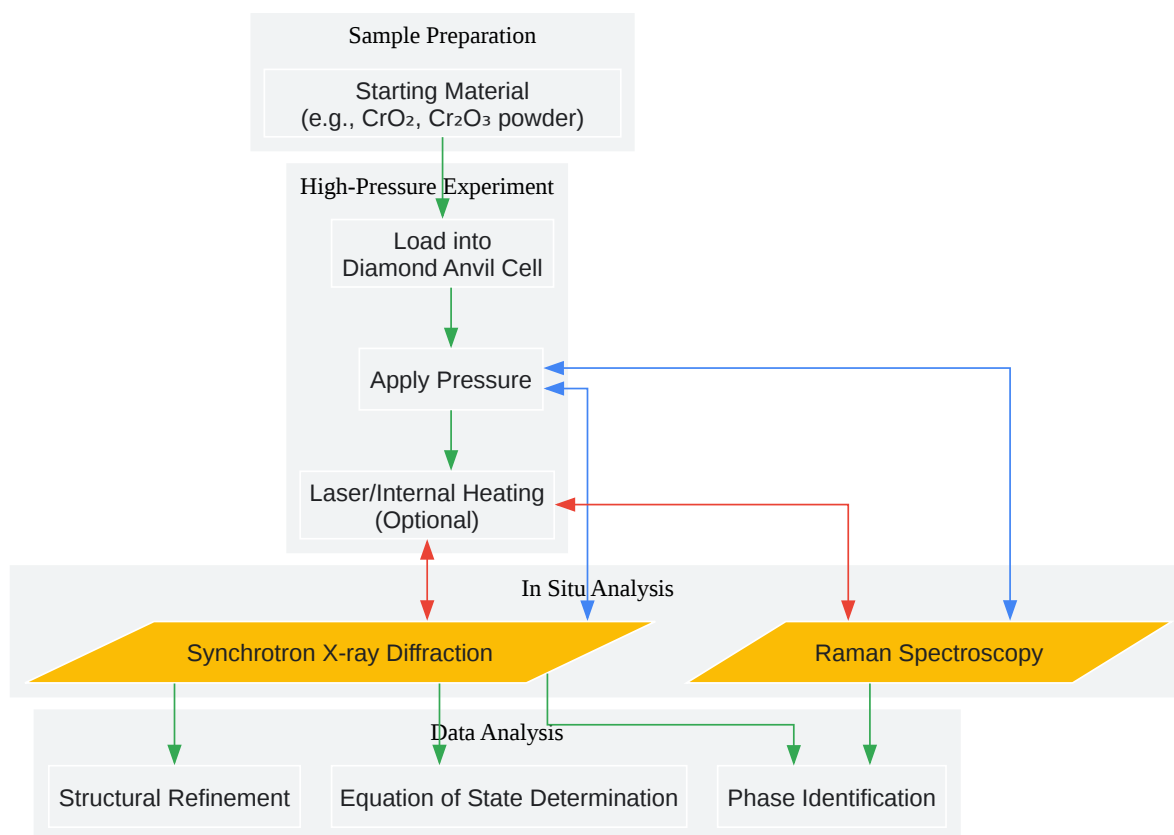 Sample Preparation
Starting Material
(e.g., CrO₂, Cr₂O₃ powder)
High-Pressure Experiment
Load into
Diamond Anvil Cell
Apply Pressure
Laser/Internal Heating
(Optional)
In Situ Analysis
Synchrotron X-ray Diffraction
Raman Spectroscopy
Data Analysis
Structural Refinement
Equation of State Determination
Phase Identification